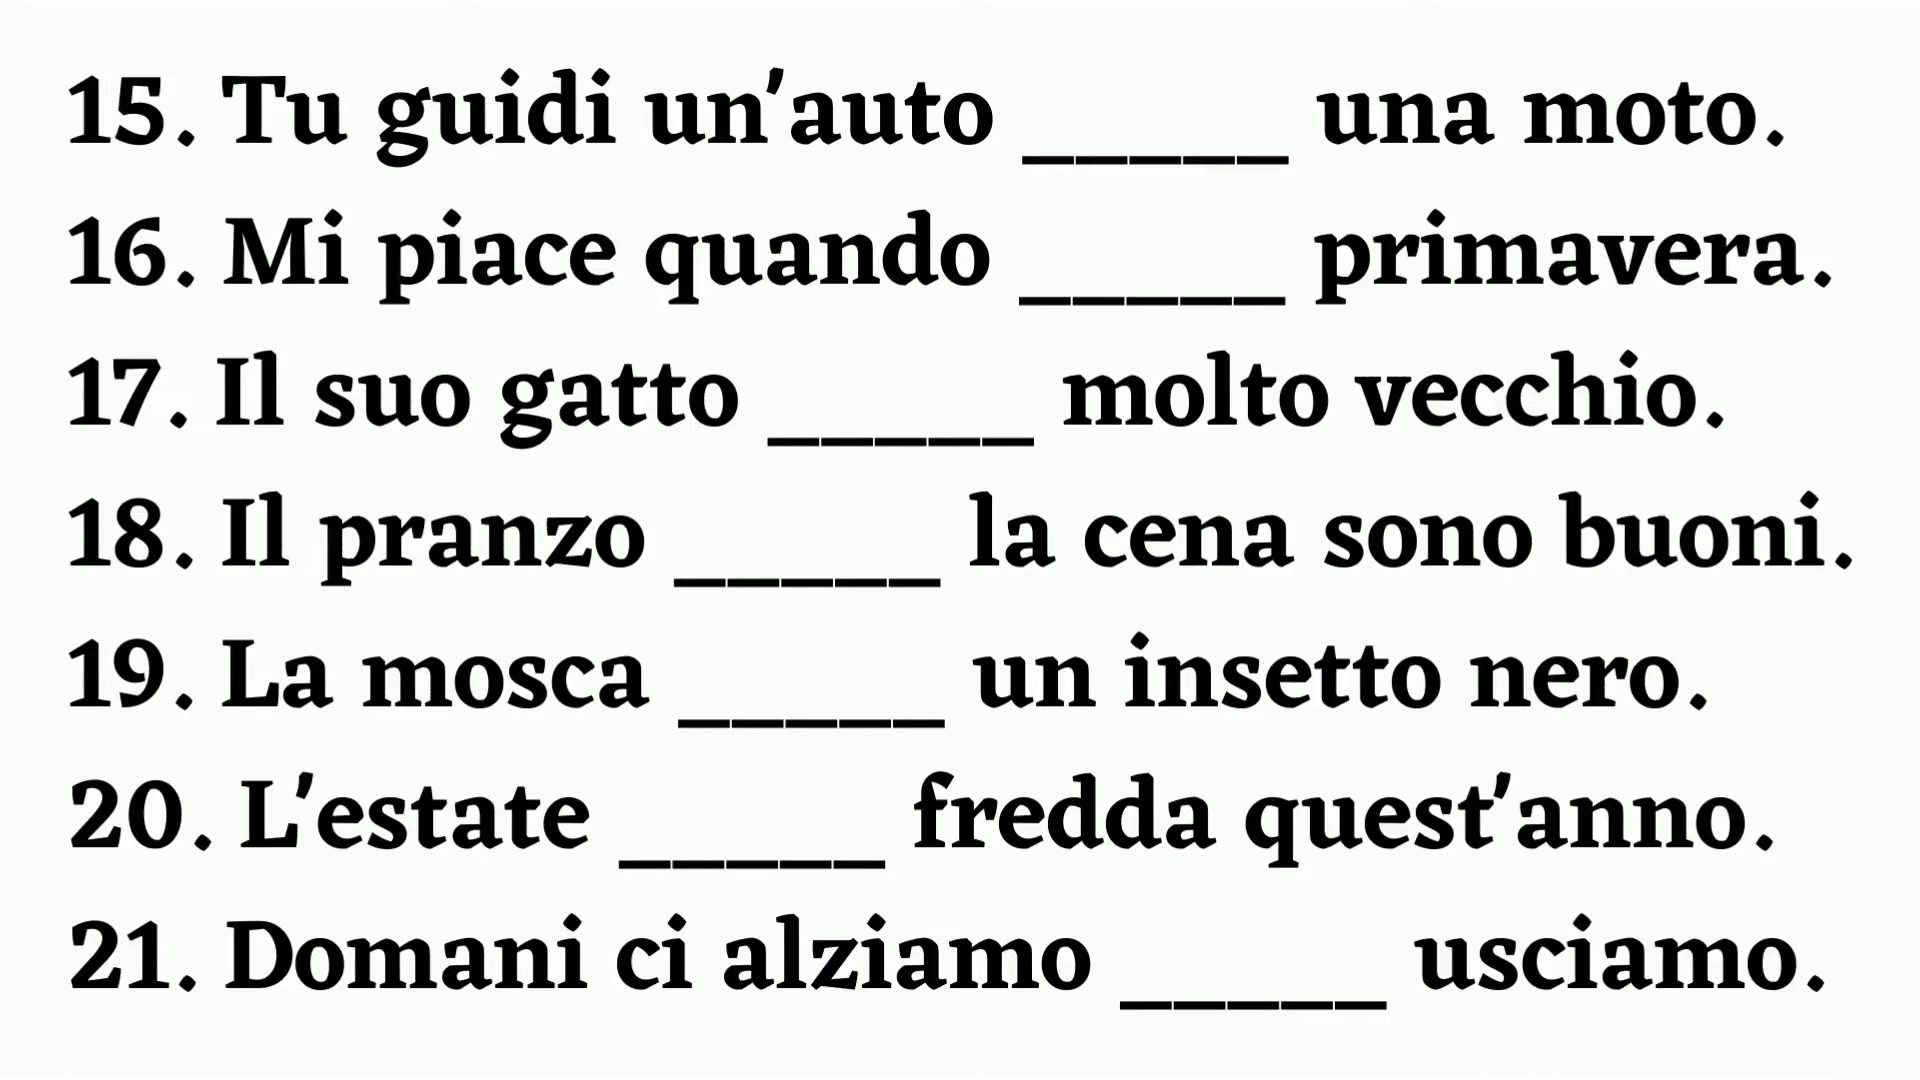 15. Tu guidi un'auto _____ una moto.
16. Mi piace quando _____ primavera.
17. Il suo gatto _____ molto vecchio.
18. Il pranzo _____ la cena sono buoni.
19. La mosca _____ un insetto nero.
20. L'estate _____ fredda quest'anno.
21. Domani ci alziamo _____ usciamo.